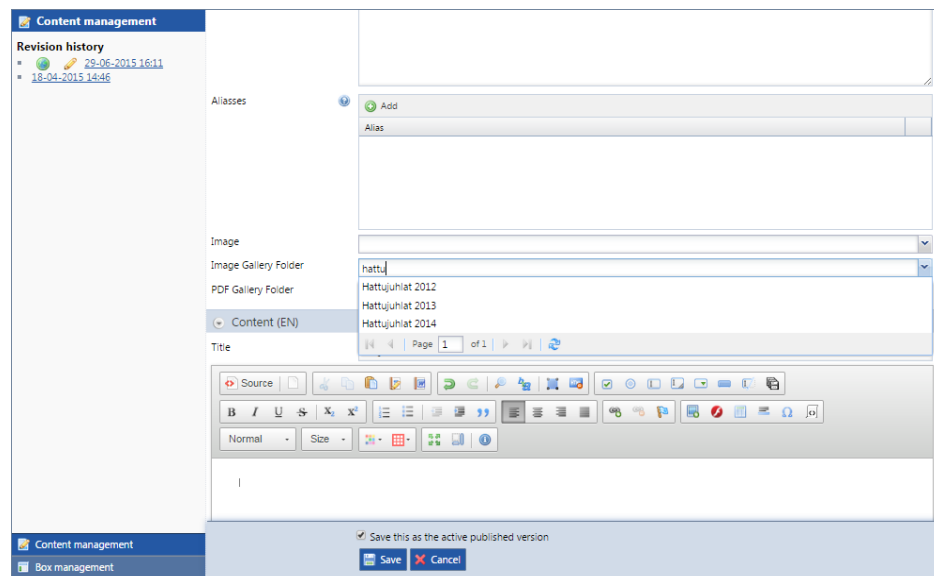 Content management
Revision history
29-06-2015 16:11
18-04-2015 14:46
Aliasses
Add
Alias
Image
Image Gallery Folder
hattu
PDF Gallery Folder
Hattujuhlat 2012
Hattujuhlat 2013
Hattujuhlat 2014
Page 1 of 1
Content (EN)
Title
Source
B I U S X₂ X²
Normal Size
Save this as the active published version
Save Cancel
Content management
Box management